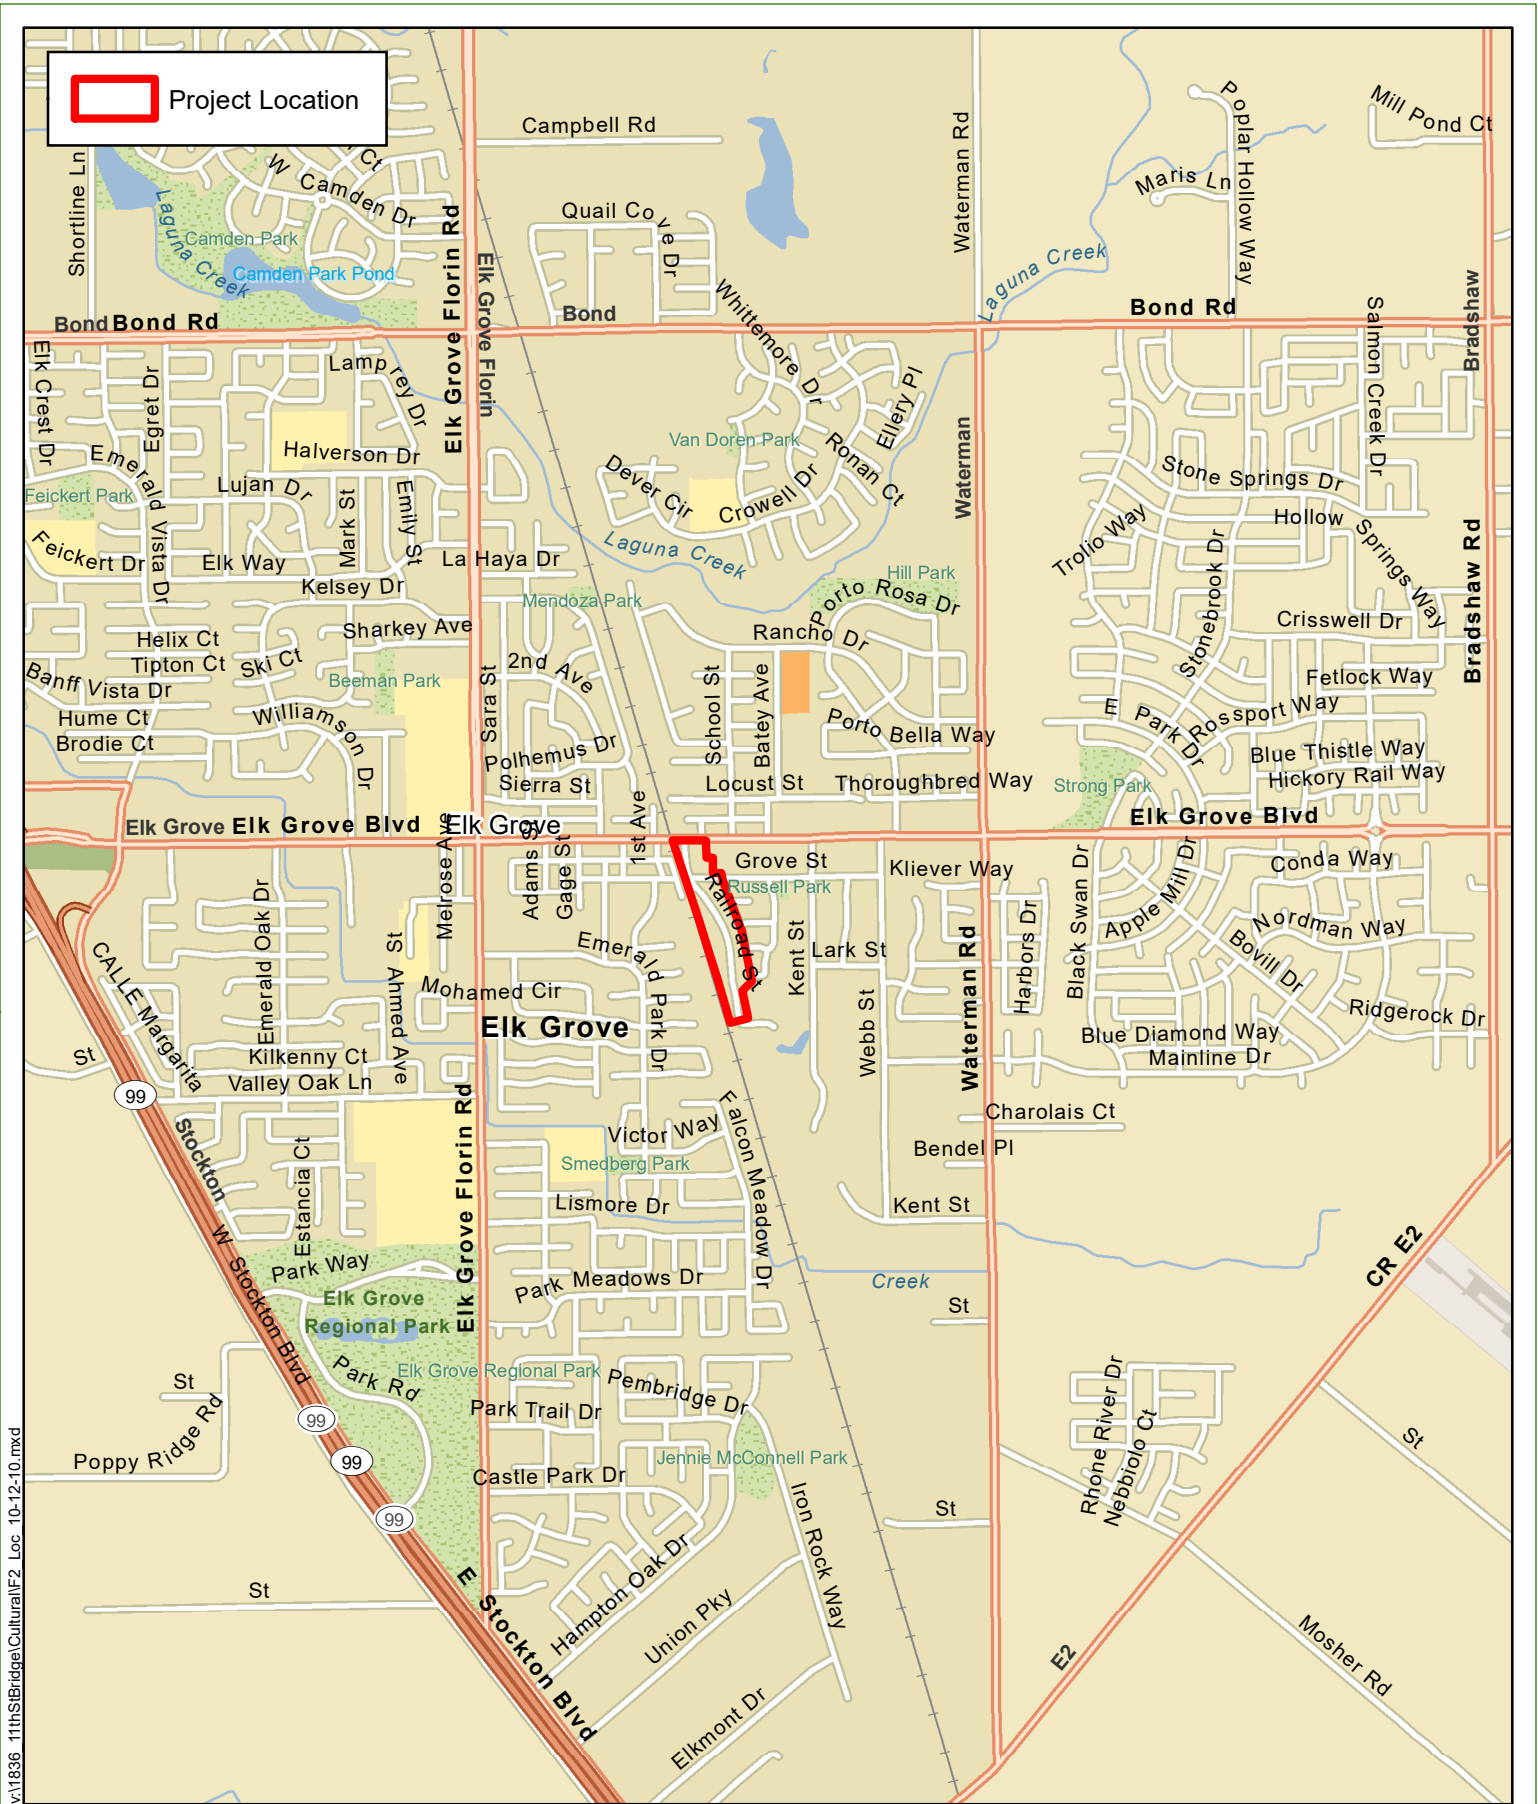 Project Location
Campbell Rd
Waterman Rd
Poplar Hollow Way
Mill Pond Ct
Maris Ln
Shortline Ln
Ct
W Camden Dr
Laguna Creek
Camden Park
Camden Park Pond
Elk Grove Florin Rd
Elk Grove Florin
Quail Cove Dr
Whittemore Dr
Laguna Creek
Bond
Bond Rd
Bond
Bond Rd
Salmon Creek Dr
Bradshaw
Elk Crest Dr
Egret Dr
Lamprey Dr
Ellery Pl
Emerald Vista Dr
Halverson Dr
Van Doren Park
Ronan Ct
Waterman
Feickert Park
Lujan Dr
Mark St
Emily St
Dever Cir
Crowell Dr
Stone Springs Dr
Hollow Springs Way
Trolio Way
Stonebrook Dr
Bradshaw Rd
Feickert Dr
Elk Way
La Haya Dr
Laguna Creek
Kelsey Dr
Hill Park
Mendoza Park
Porto Rosa Dr
Helix Ct
Sharkey Ave
Rancho Dr
Crisswell Dr
Tipton Ct
Ski Ct
2nd Ave
Banff Vista Dr
Beeman Park
Sara St
School St
Batey Ave
Fetlock Way
Hume Ct
Williamson Dr
Porto Bella Way
E Park Dr
Rossport Way
Brodie Ct
Polhemus Dr
Blue Thistle Way
Sierra St
Locust St
Thoroughbred Way
Strong Park
Hickory Rail Way
Elk Grove
Elk Grove Blvd
Elk Grove
1st Ave
Elk Grove Blvd
Melrose Ave
Adams St
Gage St
Grove St
Kliever Way
Conda Way
Russell Park
Railroad St
Emerald Oak Dr
Black Swan Dr
Apple Mill Dr
Nordman Way
CALLE Margarita
St
Ahmed Ave
Emerald Park Dr
Kent St
Lark St
Harbors Dr
Bovill Dr
Mohamed Cir
Webb St
Waterman Rd
Ridgerock Dr
Elk Grove
Blue Diamond Way
St
Kilkenny Ct
Mainline Dr
Valley Oak Ln
99
Falcon Meadow Dr
Charolais Ct
Stockton
Victor Way
Bendel Pl
Estancia Ct
Elk Grove Florin Rd
Smedberg Park
Lismore Dr
Kent St
W Stockton Blvd
Park Way
Park Meadows Dr
Creek
CR E2
Elk Grove
Regional Park
St
Park Rd
Elk Grove Regional Park
Pembridge Dr
St
Park Trail Dr
Rhone River Dr
Nebbiolo Ct
99
St
Poppy Ridge Rd
99
Castle Park Dr
Jennie McConnell Park
Iron Rock Way
99
St
St
E Stockton Blvd
Hampton Oak Dr
Union Pky
Mosher Rd
E2
Elkmont Dr
v:\1836_11thStBridge\Cultural\F2_Loc_10-12-10.mxd